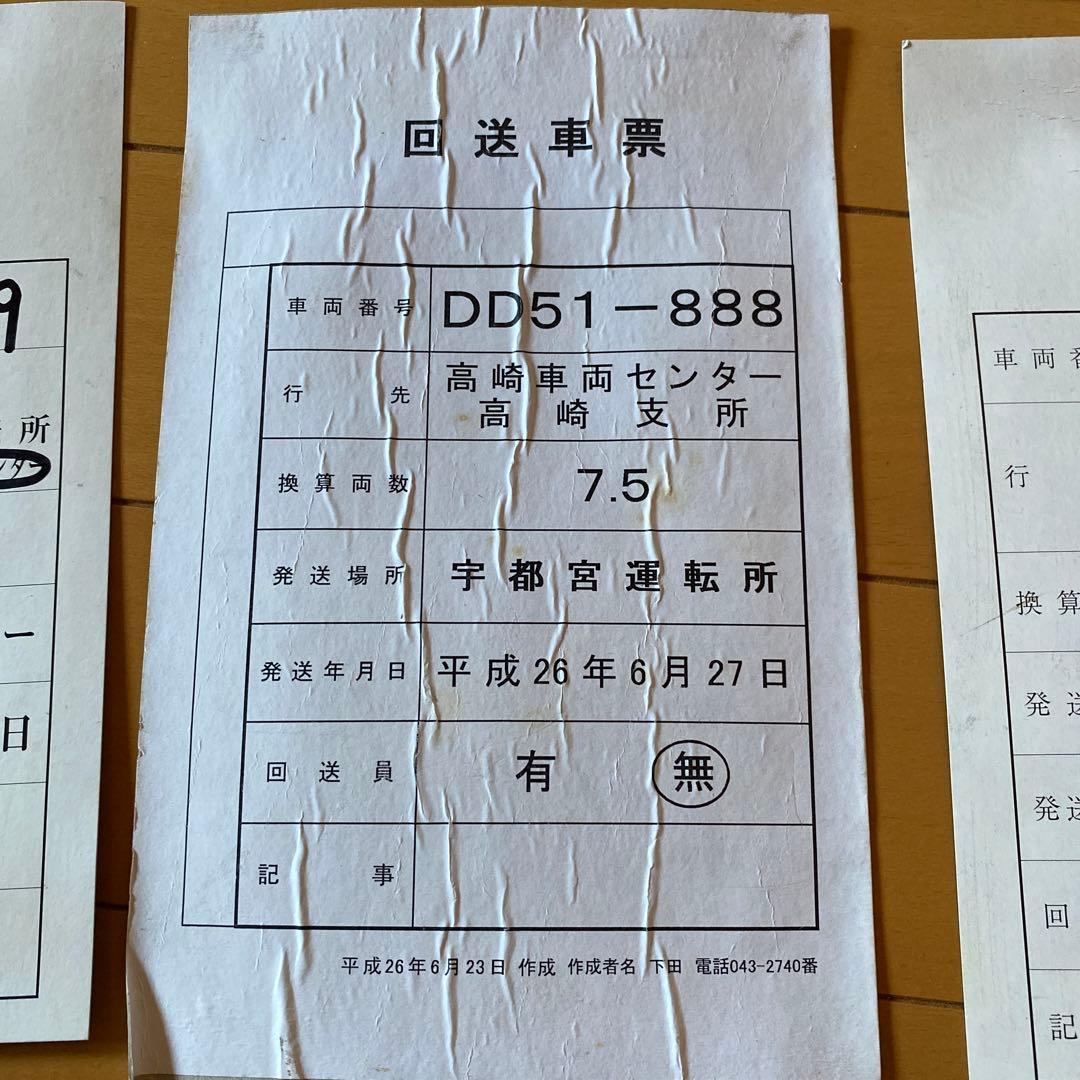 回送車票
車両番号 DD51-888
行先 高崎車両センター
高崎支所
換算両数 7.5
発送場所 宇都宮運転所
発送年月日 平成26年6月27日
回送員 有 無
記事
平成26年6月23日 作成 作成者名 下田 電話043-2740番
9
所
ンター
ー
日
車両番
行
換算
発送
発送
回
記